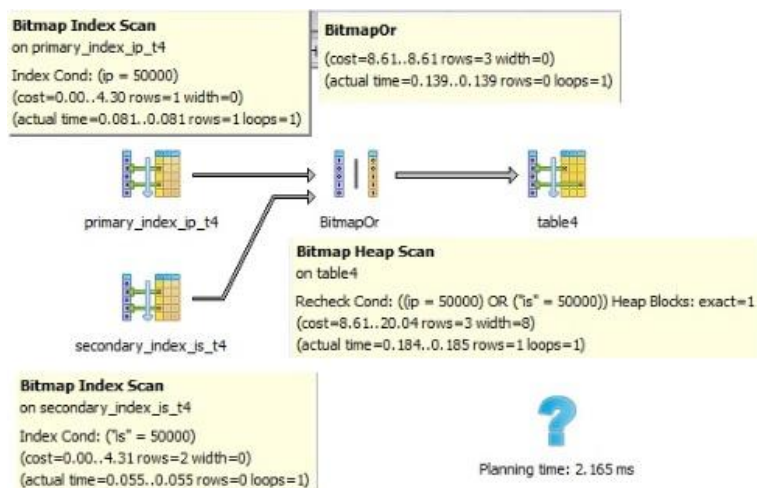 Bitmap Index Scan
on primary_index_ip_t4
Index Cond: (ip = 50000)
(cost=0.00..4.30 rows=1 width=0)
(actual time=0.081..0.081 rows=1 loops=1)
BitmapOr
(cost=8.61..8.61 rows=3 width=0)
(actual time=0.139..0.139 rows=0 loops=1)
primary_index_ip_t4
BitmapOr
table4
secondary_index_is_t4
Bitmap Heap Scan
on table4
Recheck Cond: ((ip = 50000) OR ("is" = 50000)) Heap Blocks: exact=1
(cost=8.61..20.04 rows=3 width=8)
(actual time=0.184..0.185 rows=1 loops=1)
Bitmap Index Scan
on secondary_index_is_t4
Index Cond: ("is" = 50000)
(cost=0.00..4.31 rows=2 width=0)
(actual time=0.055..0.055 rows=0 loops=1)
Planning time: 2.165 ms